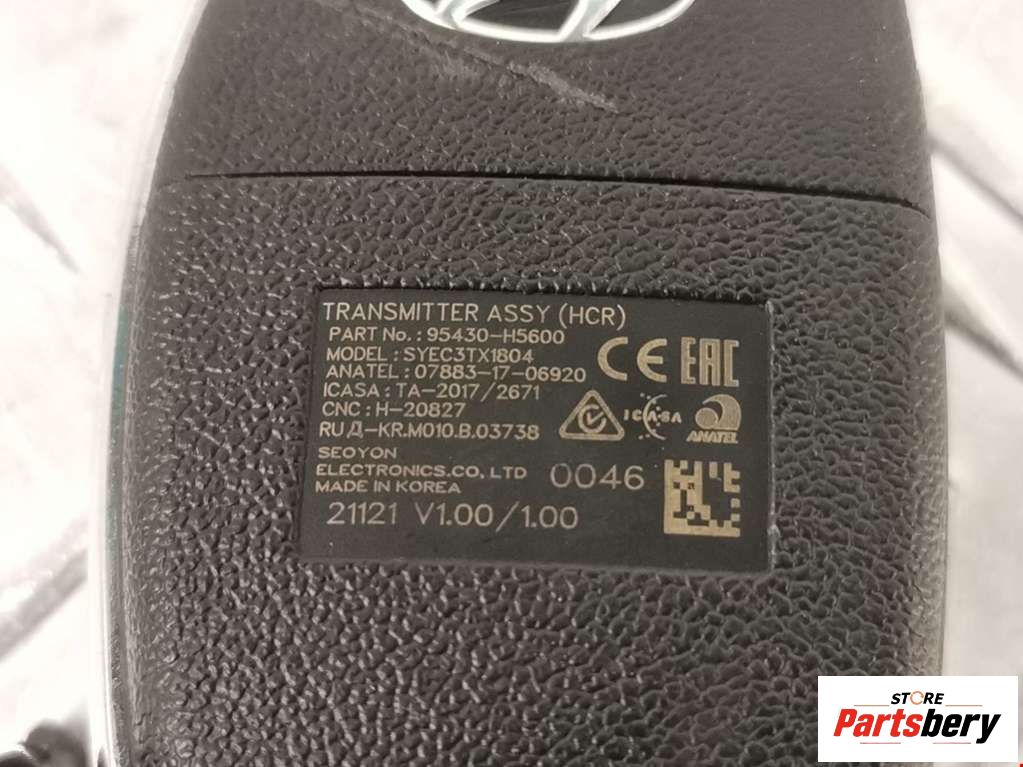 TRANSMITTER ASSY (HCR)
PART No. : 95430-H5600
MODEL : SYEC3TX1804
ANATEL : 07883-17-06920
ICASA : TA-2017/2671
CNC : H-20827
RU Д-KR.МО10.В.03738
CE EAC
ICASA
ANATEL
SEOYON
ELECTRONICS.CO., LTD
MADE IN KOREA
0046
21121 V1.00/1.00
STORE
Partsbery